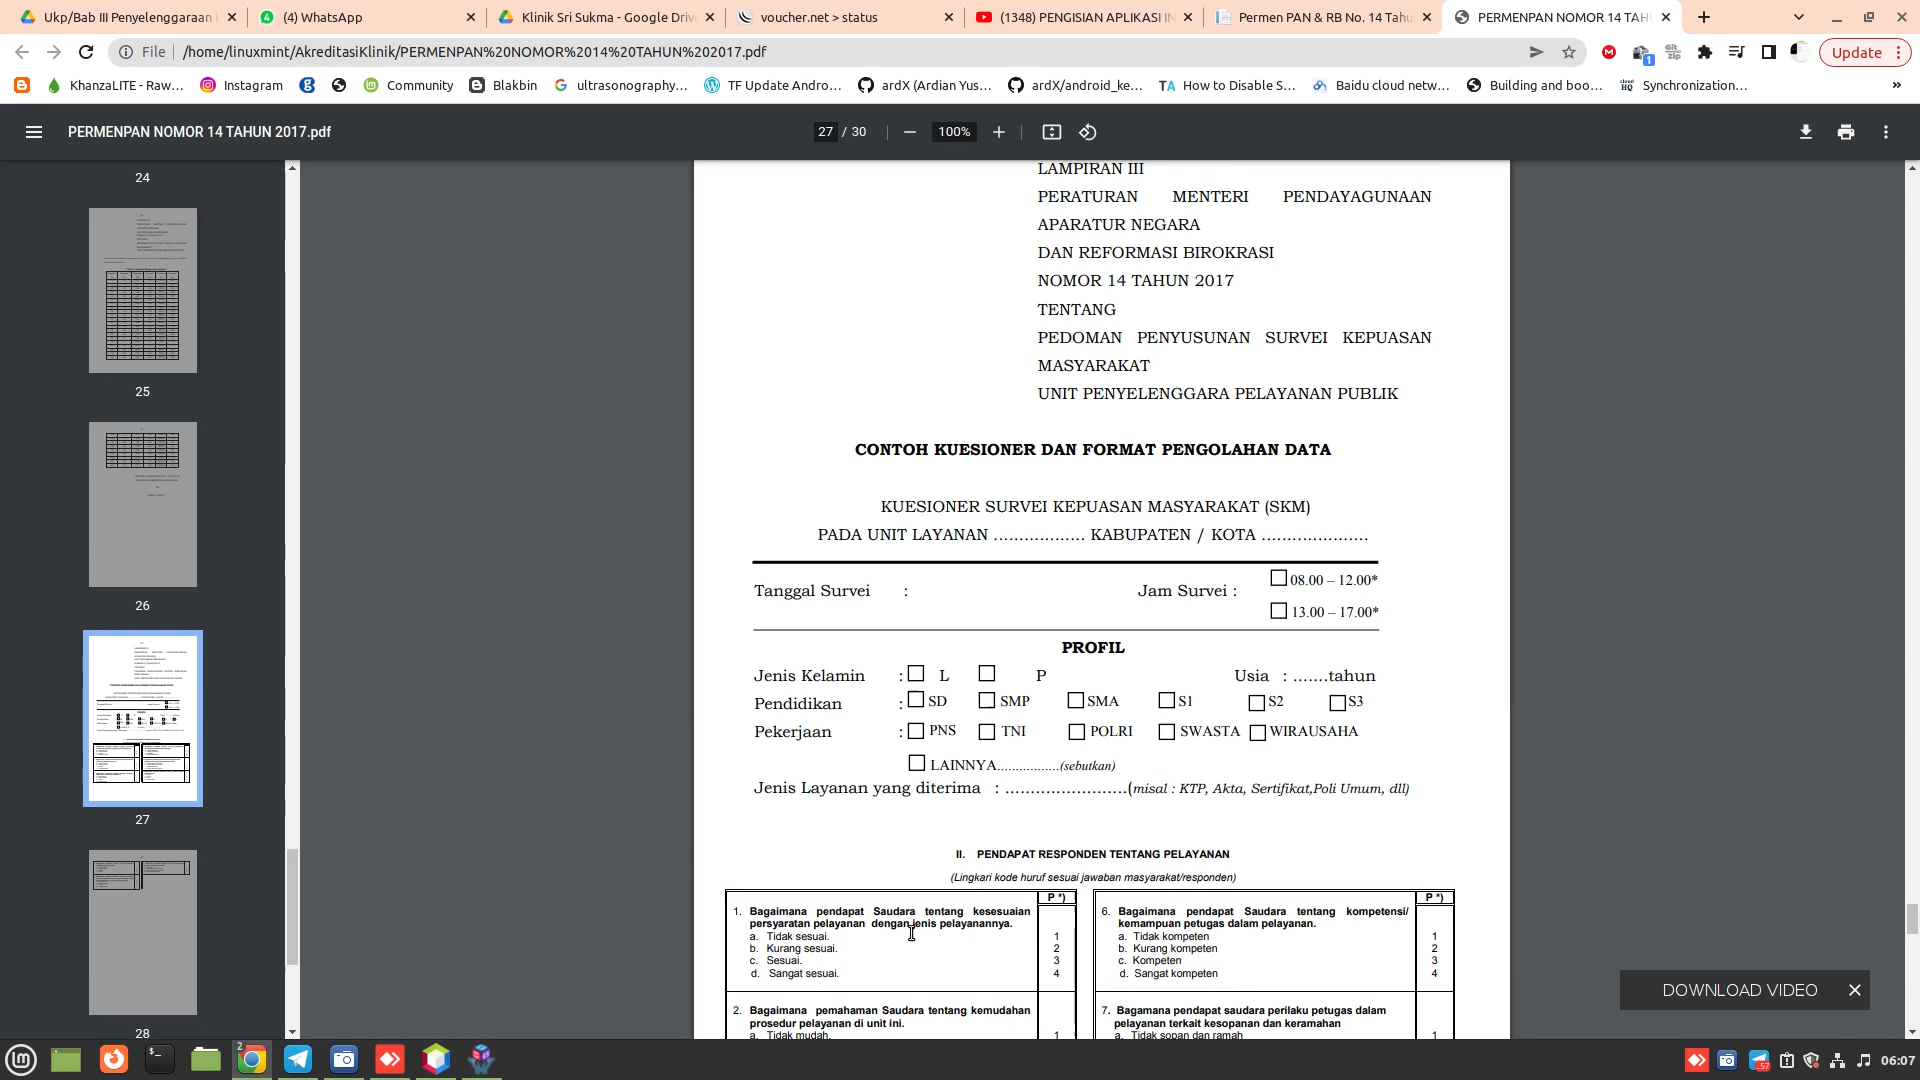 Ukp/Bab III Penyelenggaraan
(4) WhatsApp
Klinik Sri Sukma - Google Driv
voucher.net > status
(1348) PENGISIAN APLIKASI IN
Permen PAN & RB No. 14 Tahu
PERMENPAN NOMOR 14 TAH
File
/home/linuxmint/AkreditasiKlinik/PERMENPAN%20NOMOR%2014%20TAHUN%202017.pdf
1
Git
zip
Update
KhanzaLITE - Raw...
Instagram
Community
Blakbin
ultrasonography...
TF Update Andro...
ardX (Ardian Yus...
ardX/android_ke...
TA How to Disable S...
Baidu cloud netw...
Building and boo...
Synchronization...
»
PERMENPAN NOMOR 14 TAHUN 2017.pdf
27 / 30
100%
24
25
26
27
28
LAMPIRAN III
PERATURAN MENTERI PENDAYAGUNAAN
APARATUR NEGARA
DAN REFORMASI BIROKRASI
NOMOR 14 TAHUN 2017
TENTANG
PEDOMAN PENYUSUNAN SURVEI KEPUASAN
MASYARAKAT
UNIT PENYELENGGARA PELAYANAN PUBLIK
CONTOH KUESIONER DAN FORMAT PENGOLAHAN DATA
KUESIONER SURVEI KEPUASAN MASYARAKAT (SKM)
PADA UNIT LAYANAN .................. KABUPATEN / KOTA .....................
Tanggal Survei : Jam Survei : 08.00 – 12.00*
13.00 – 17.00*
PROFIL
Jenis Kelamin : L P Usia : .......tahun
Pendidikan : SD SMP SMA S1 S2 S3
Pekerjaan : PNS TNI POLRI SWASTA WIRAUSAHA
LAINNYA.................(sebutkan)
Jenis Layanan yang diterima : ........................(misal : KTP, Akta, Sertifikat,Poli Umum, dll)
II. PENDAPAT RESPONDEN TENTANG PELAYANAN
(Lingkari kode huruf sesuai jawaban masyarakat/responden)
P *)
1. Bagaimana pendapat Saudara tentang kesesuaian
persyaratan pelayanan dengan jenis pelayanannya.
a. Tidak sesuai. 1
b. Kurang sesuai. 2
c. Sesuai. 3
d. Sangat sesuai. 4
2. Bagaimana pemahaman Saudara tentang kemudahan
prosedur pelayanan di unit ini.
a. Tidak mudah. 1
P *)
6. Bagaimana pendapat Saudara tentang kompetensi/
kemampuan petugas dalam pelayanan.
a. Tidak kompeten 1
b. Kurang kompeten 2
c. Kompeten 3
d. Sangat kompeten 4
7. Bagamana pendapat saudara perilaku petugas dalam
pelayanan terkait kesopanan dan keramahan
a. Tidak sopan dan ramah 1
DOWNLOAD VIDEO
2
57
06:07